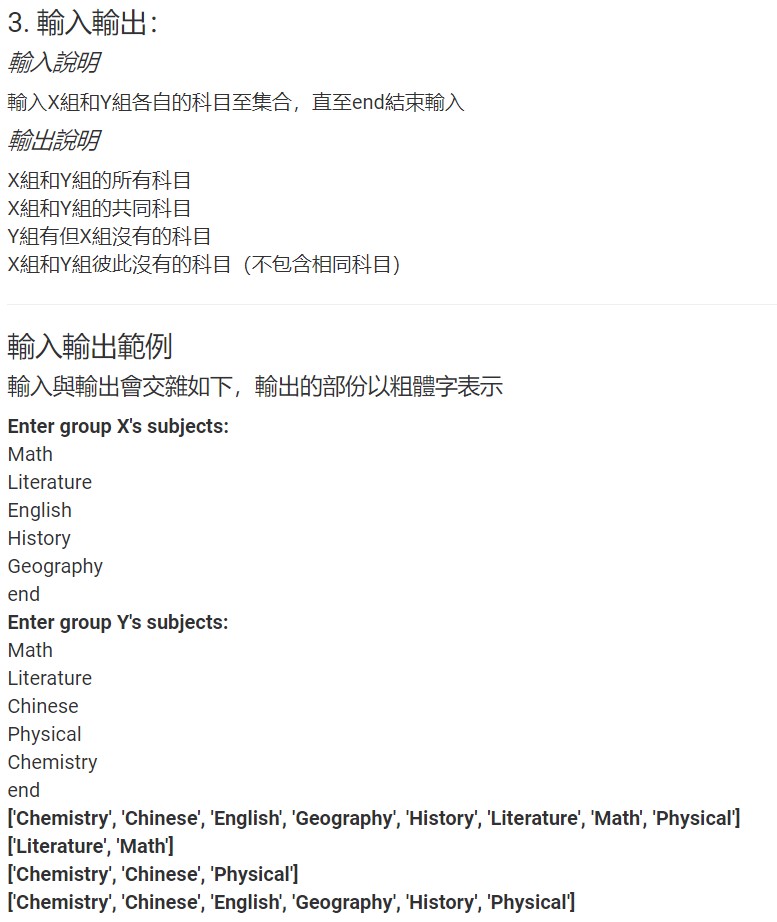 3. 輸入輸出：
輸入說明
輸入X組和Y組各自的科目至集合，直至end結束輸入
輸出說明
X組和Y組的所有科目
X組和Y組的共同科目
Y組有但X組沒有的科目
X組和Y組彼此沒有的科目（不包含相同科目）
輸入輸出範例
輸入與輸出會交雜如下，輸出的部份以粗體字表示
Enter group X's subjects:
Math
Literature
English
History
Geography
end
Enter group Y's subjects:
Math
Literature
Chinese
Physical
Chemistry
end
['Chemistry', 'Chinese', 'English', 'Geography', 'History', 'Literature', 'Math', 'Physical']
['Literature', 'Math']
['Chemistry', 'Chinese', 'Physical']
['Chemistry', 'Chinese', 'English', 'Geography', 'History', 'Physical']